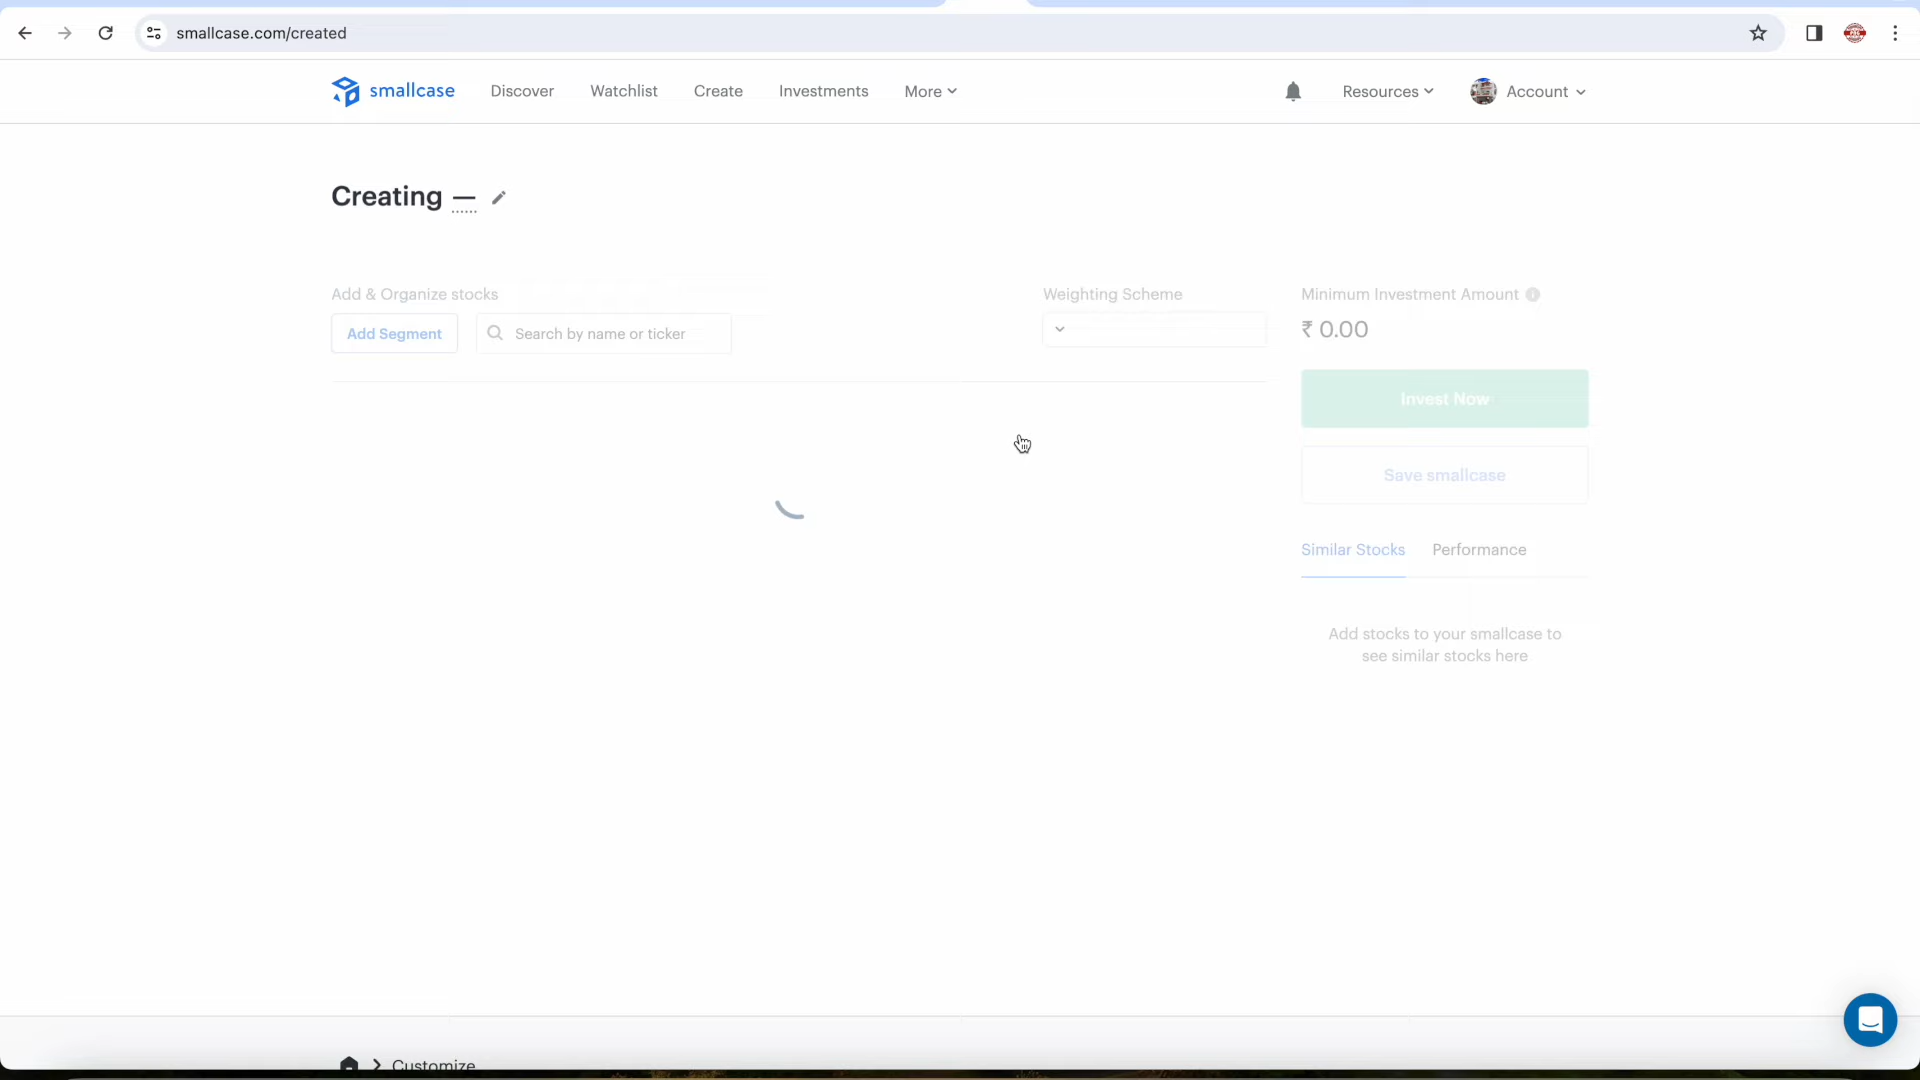 smallcase.com/created
smallcase Discover Watchlist Create Investments More Resources Account
Creating —
Add & Organize stocks
Weighting Scheme
Minimum Investment Amount
₹ 0.00
Add Segment
Search by name or ticker
Invest Now
Save smallcase
Similar Stocks Performance
Add stocks to your smallcase to
see similar stocks here
Customize